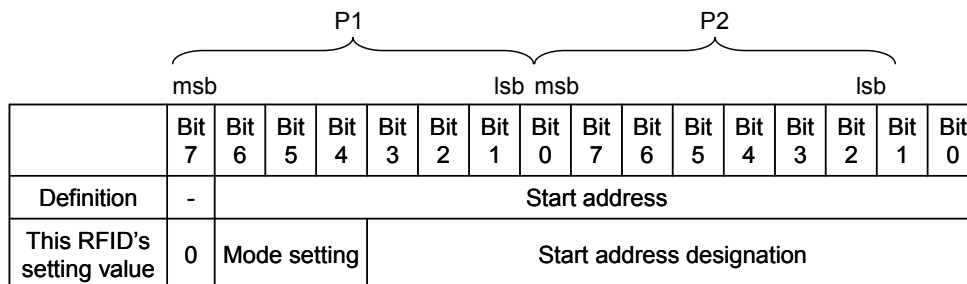 P1 P2
msb lsb msb lsb
Bit 7 Bit 6 Bit 5 Bit 4 Bit 3 Bit 2 Bit 1 Bit 0 Bit 7 Bit 6 Bit 5 Bit 4 Bit 3 Bit 2 Bit 1 Bit 0
Definition - Start address
This RFID's
setting value 0 Mode setting Start address designation